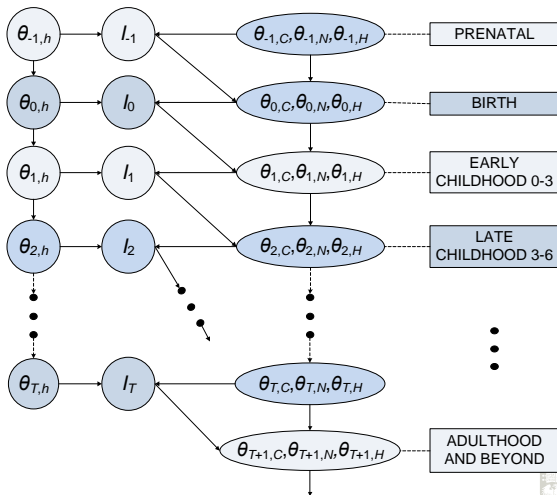 θ-1,h I-1 θ-1,C,θ-1,N,θ-1,H PRENATAL
θ0,h I0 θ0,C,θ0,N,θ0,H BIRTH
θ1,h I1 θ1,C,θ1,N,θ1,H EARLY
CHILDHOOD 0-3
θ2,h I2 θ2,C,θ2,N,θ2,H LATE
CHILDHOOD 3-6
θT,h IT θT,C,θT,N,θT,H
θT+1,C,θT+1,N,θT+1,H ADULTHOOD
AND BEYOND